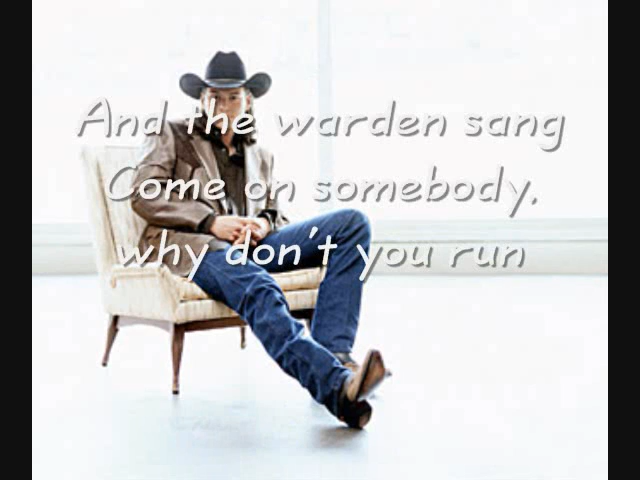 And the warden sang
Come on somebody,
why don't you run